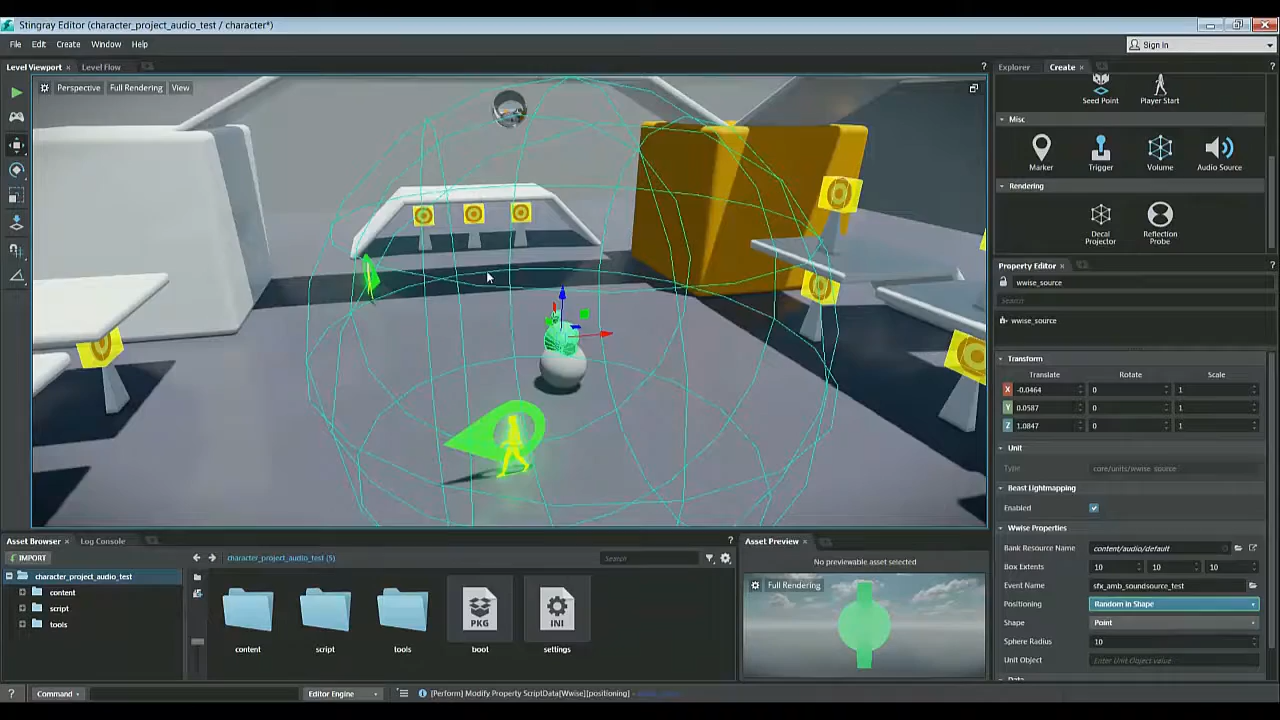 Stingray Editor (character_project_audio_test / character*)
File Edit Create Window Help
Sign In
Level Viewport Level Flow ?
Perspective Full Rendering View
Explorer Create ?
Seed Point Player Start
Misc
Marker Trigger Volume Audio Source
Rendering
Decal Projector Reflection Probe
Property Editor ?
wwise_source
Search
wwise_source
Transform
Translate Rotate Scale
X -0.0464 0 1
Y 0.0587 0 1
Z 1.0847 0 1
Unit
Type core/units/wwise_source
Beast Lightmapping
Enabled
Wwise Properties
Bank Resource Name content/audio/default
Box Extents 10 10 10
Event Name sfx_amb_soundsource_test
Positioning Random in Shape
Shape Point
Sphere Radius 10
Unit Object Enter Unit Object value
Data
Asset Browser Log Console ?
IMPORT character_project_audio_test (5) Search
character_project_audio_test
content
script
tools
PKG
INI
content script tools boot settings
Asset Preview ?
No previewable asset selected
Full Rendering
? Command Editor Engine [Perform] Modify Property ScriptData[Wwise][positioning] -